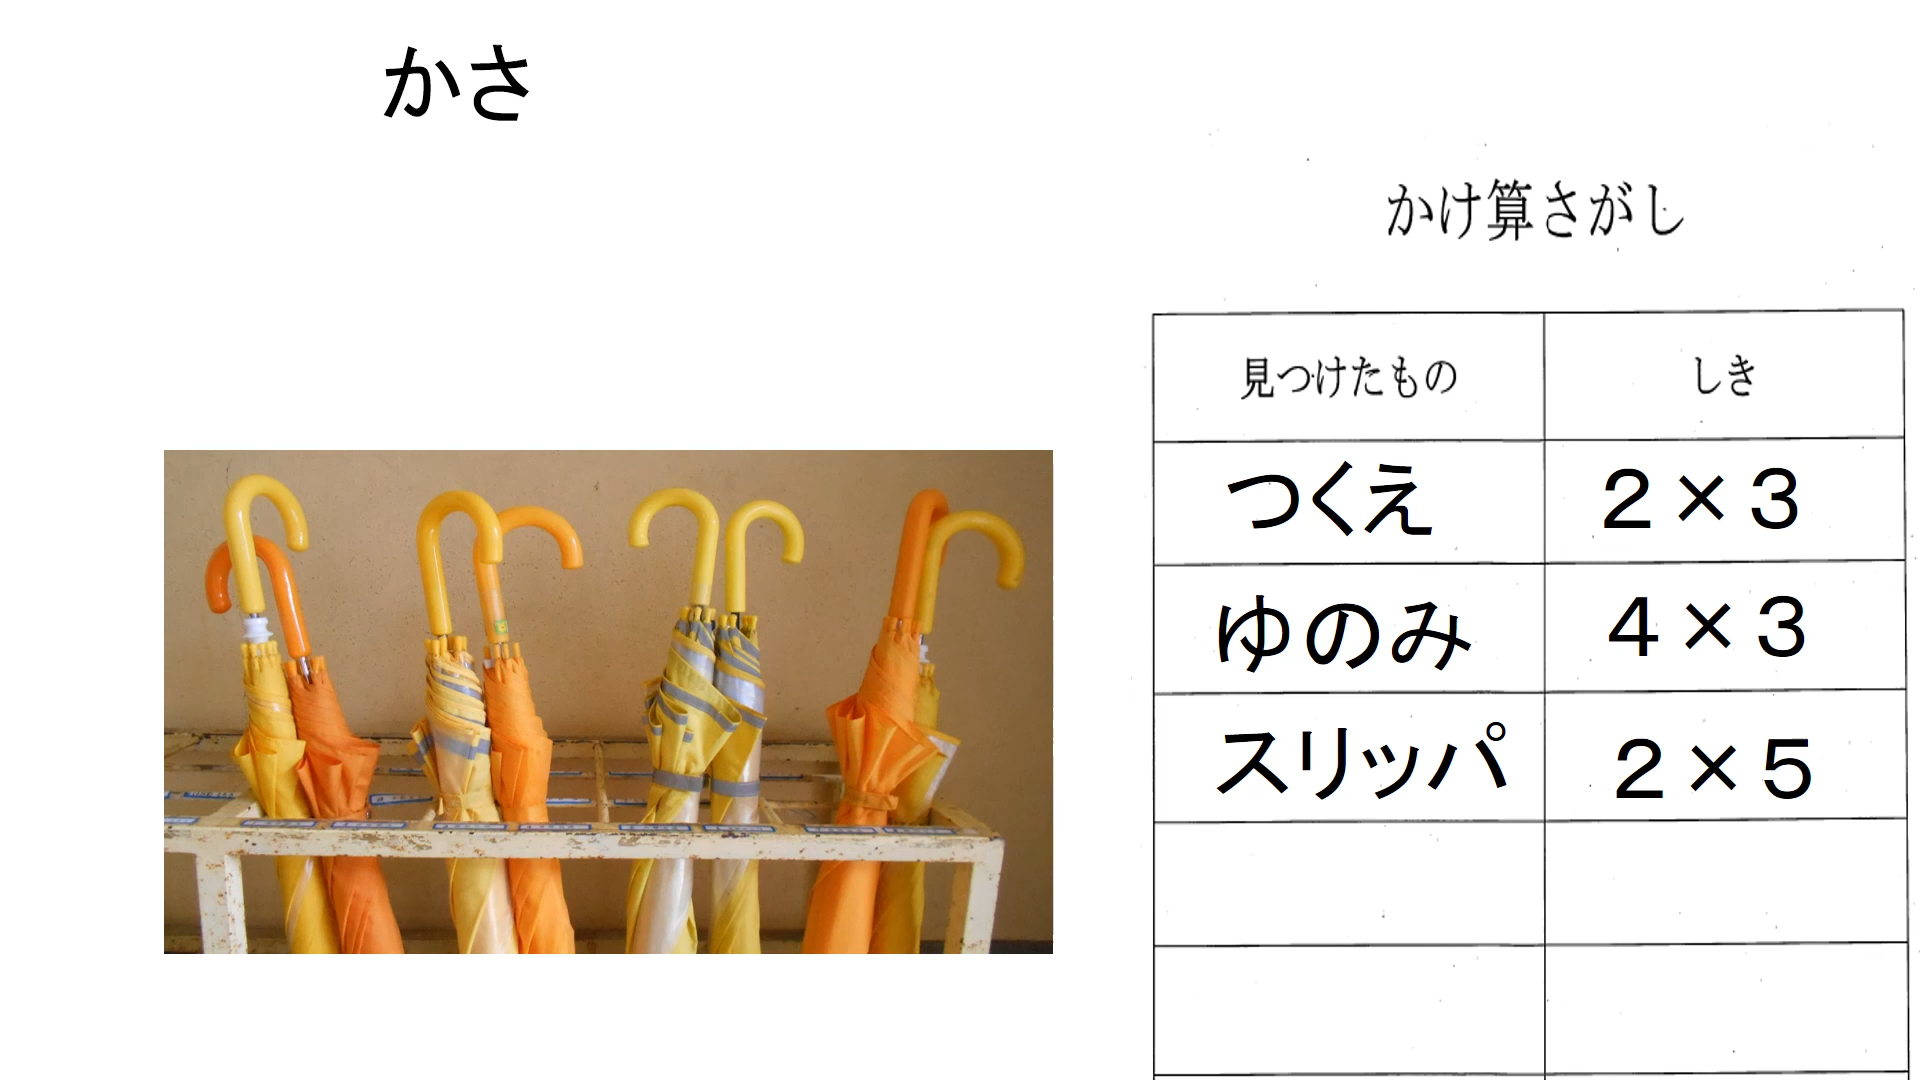 かさ
かけ算さがし
見つけたもの しき
つくえ ２×３
ゆのみ ４×３
スリッパ ２×５